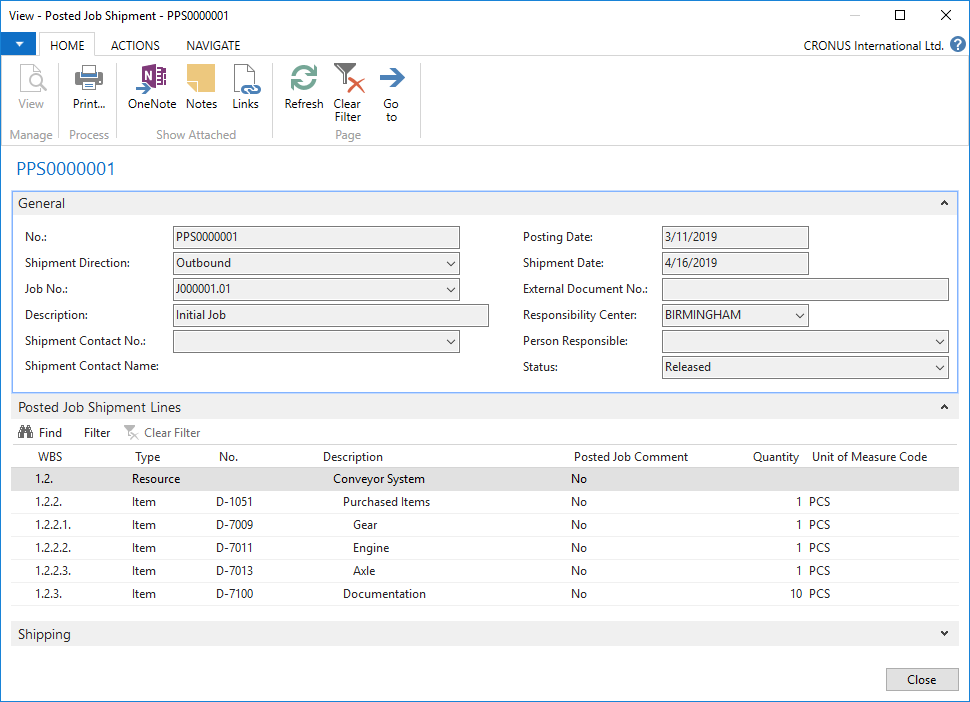 View - Posted Job Shipment - PPS0000001
HOME ACTIONS NAVIGATE CRONUS International Ltd. ?
View Print... OneNote Notes Links Refresh Clear Filter Go to
Manage Process Show Attached Page
PPS0000001
General
No.: PPS0000001 Posting Date: 3/11/2019
Shipment Direction: Outbound Shipment Date: 4/16/2019
Job No.: J000001.01 External Document No.:
Description: Initial Job Responsibility Center: BIRMINGHAM
Shipment Contact No.: Person Responsible:
Shipment Contact Name: Status: Released
Posted Job Shipment Lines
Find Filter Clear Filter
WBS Type No. Description Posted Job Comment Quantity Unit of Measure Code
1.2. Resource Conveyor System No
1.2.2. Item D-1051 Purchased Items No 1 PCS
1.2.2.1. Item D-7009 Gear No 1 PCS
1.2.2.2. Item D-7011 Engine No 1 PCS
1.2.2.3. Item D-7013 Axle No 1 PCS
1.2.3. Item D-7100 Documentation No 10 PCS
Shipping
Close